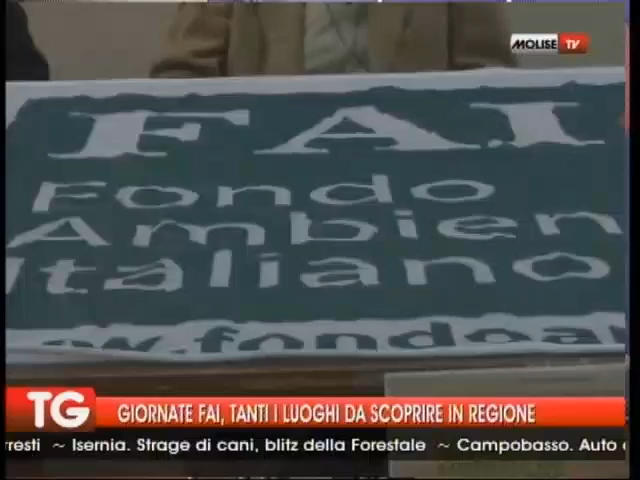 MOLISE TV
FAI
Fondo
Ambien
Italiano
w.fondoa
TG
GIORNATE FAI, TANTI I LUOGHI DA SCOPRIRE IN REGIONE
rresti ~ Isernia. Strage di cani, blitz della Forestale ~ Campobasso. Auto